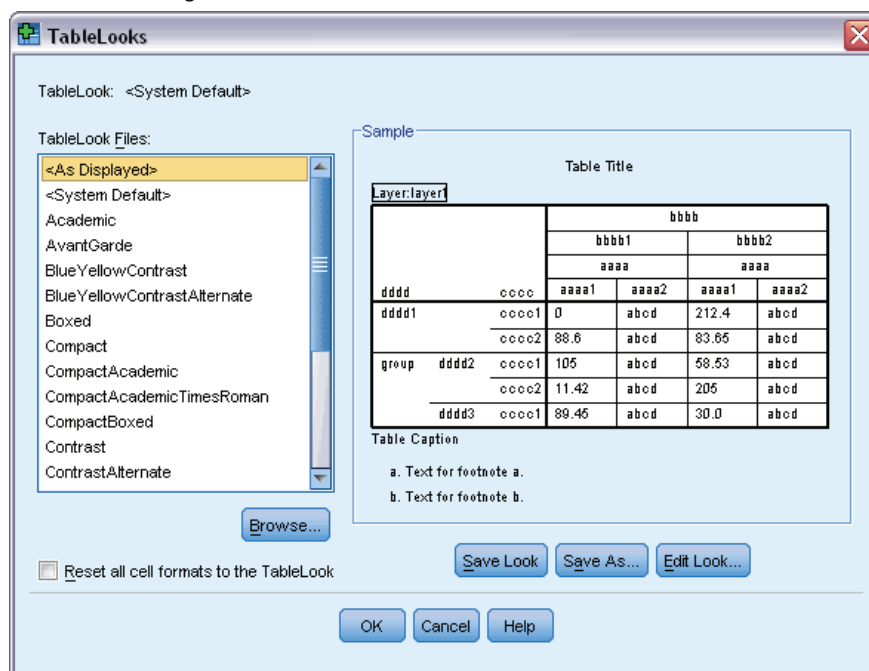 TableLooks
TableLook: <System Default>
TableLook Files:
<As Displayed>
<System Default>
Academic
AvantGarde
BlueYellowContrast
BlueYellowContrastAlternate
Boxed
Compact
CompactAcademic
CompactAcademicTimesRoman
CompactBoxed
Contrast
ContrastAlternate
Browse...
Reset all cell formats to the TableLook
Sample
Table Title
Layer:layer1
bbbb
bbbb1 bbbb2
aaaa aaaa
dddd cccc aaaa1 aaaa2 aaaa1 aaaa2
dddd1 cccc1 0 abcd 212.4 abcd
cccc2 88.6 abcd 83.65 abcd
group dddd2 cccc1 105 abcd 58.53 abcd
cccc2 11.42 abcd 205 abcd
dddd3 cccc1 89.45 abcd 30.0 abcd
Table Caption
a. Text for footnote a.
b. Text for footnote b.
Save Look Save As... Edit Look...
OK Cancel Help